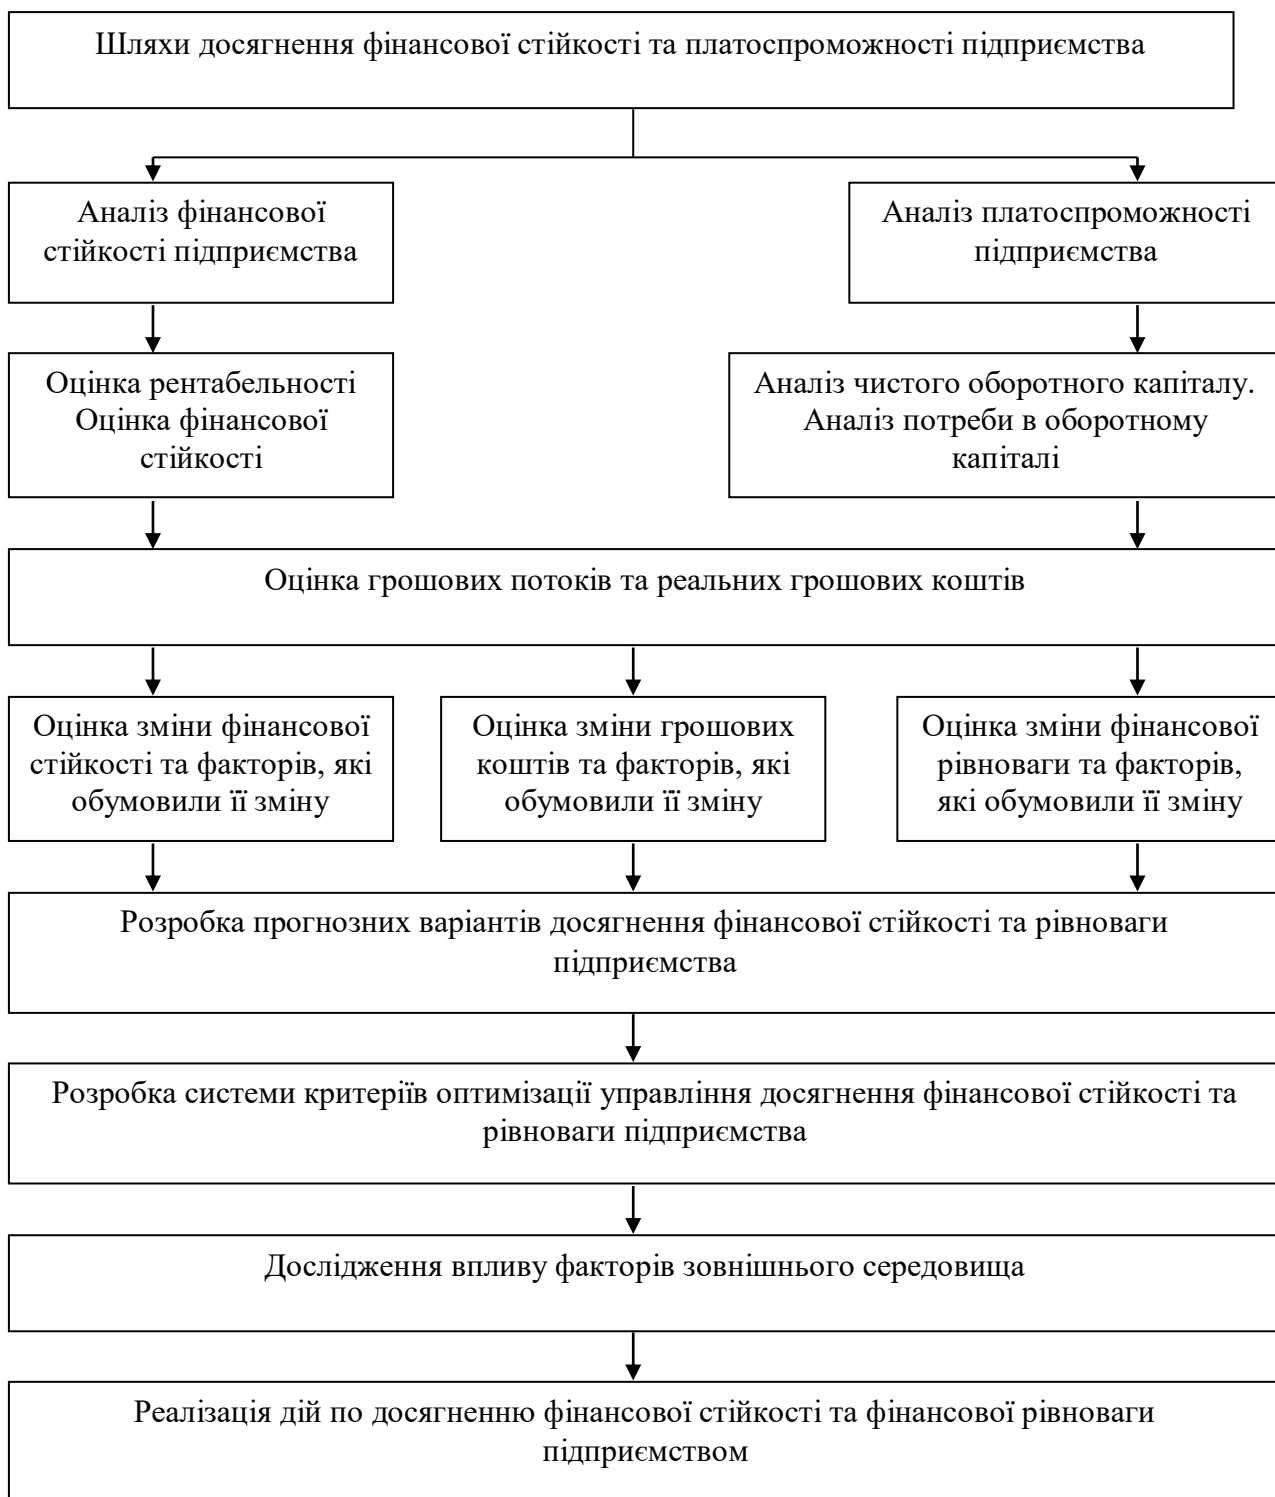 Шляхи досягнення фінансової стійкості та платоспроможності підприємства
Аналіз фінансової
стійкості підприємства
Аналіз платоспроможності
підприємства
Оцінка рентабельності
Оцінка фінансової
стійкості
Аналіз чистого оборотного капіталу.
Аналіз потреби в оборотному
капіталі
Оцінка грошових потоків та реальних грошових коштів
Оцінка зміни фінансової
стійкості та факторів, які
обумовили її зміну
Оцінка зміни грошових
коштів та факторів, які
обумовили її зміну
Оцінка зміни фінансової
рівноваги та факторів,
які обумовили її зміну
Розробка прогнозних варіантів досягнення фінансової стійкості та рівноваги
підприємства
Розробка системи критеріїв оптимізації управління досягнення фінансової стійкості та
рівноваги підприємства
Дослідження впливу факторів зовнішнього середовища
Реалізація дій по досягненню фінансової стійкості та фінансової рівноваги
підприємством